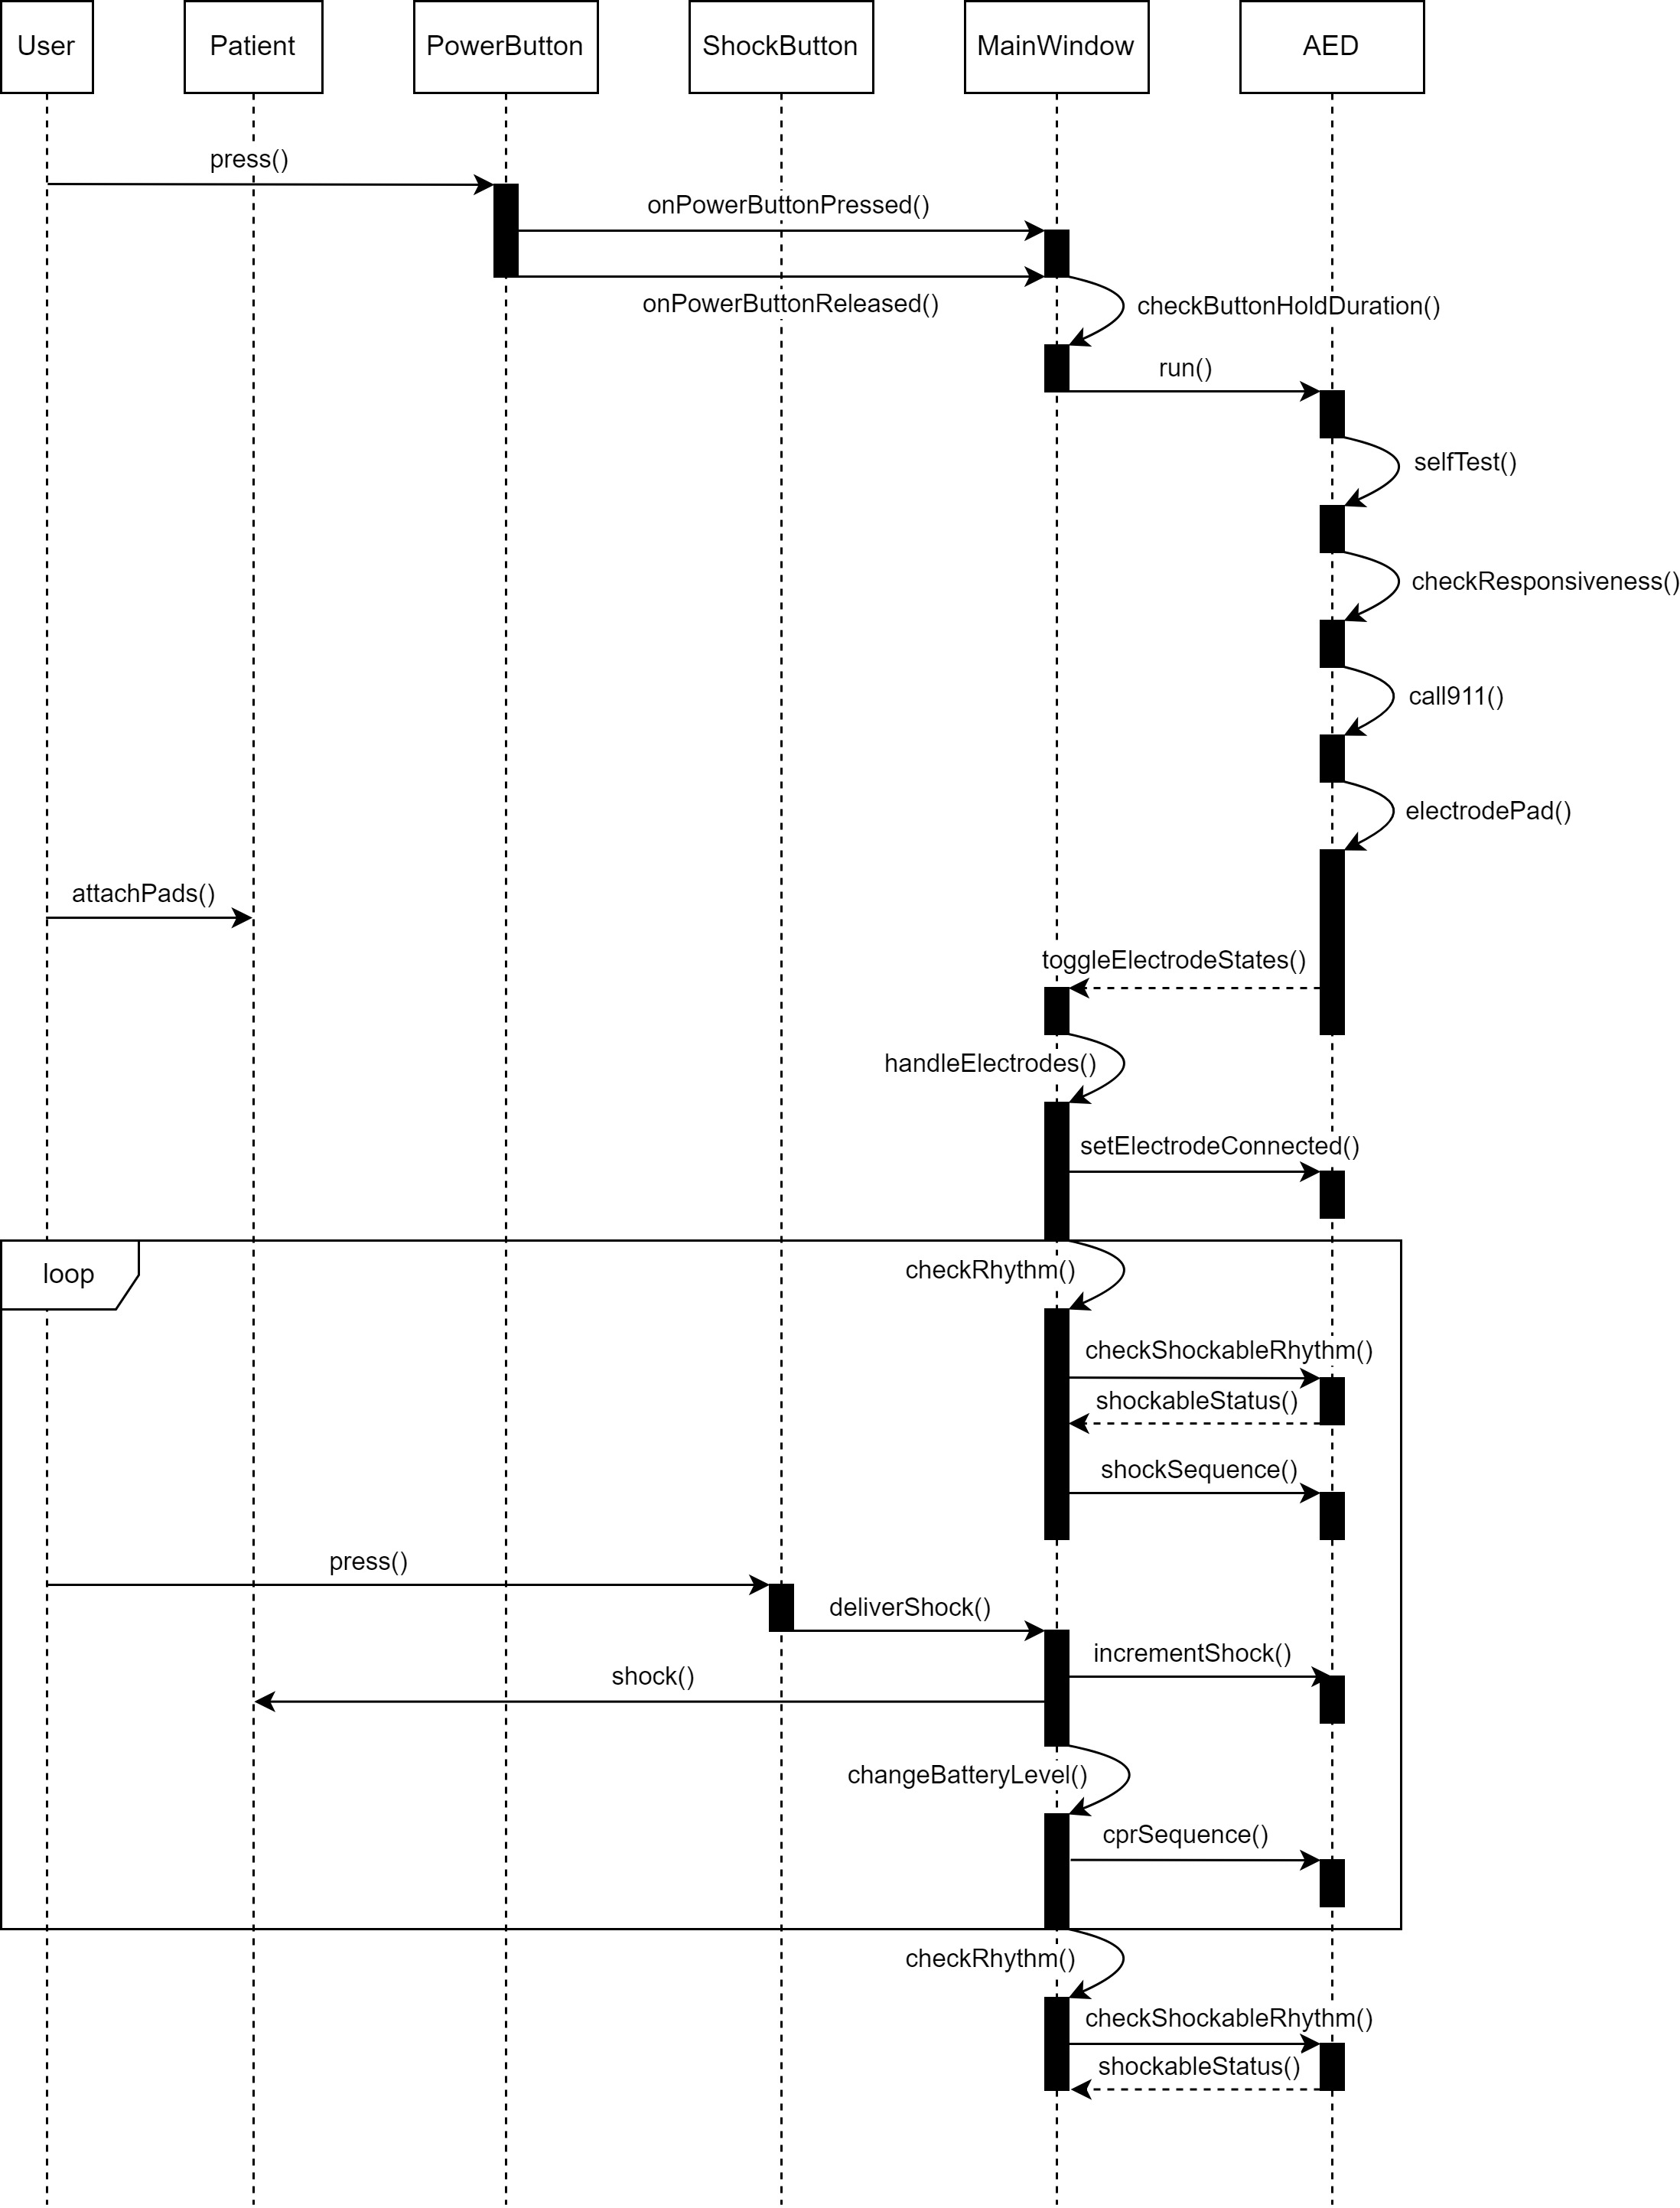 User
Patient
PowerButton
ShockButton
MainWindow
AED
press()
onPowerButtonPressed()
onPowerButtonReleased()
checkButtonHoldDuration()
run()
selfTest()
checkResponsiveness()
call911()
electrodePad()
attachPads()
toggleElectrodeStates()
handleElectrodes()
setElectrodeConnected()
loop
checkRhythm()
checkShockableRhythm()
shockableStatus()
shockSequence()
press()
deliverShock()
incrementShock()
shock()
changeBatteryLevel()
cprSequence()
checkRhythm()
checkShockableRhythm()
shockableStatus()